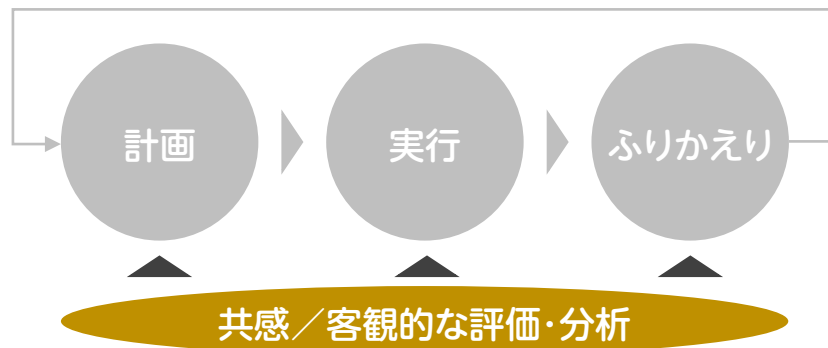 計画
実行
ふりかえり
共感／客観的な評価・分析